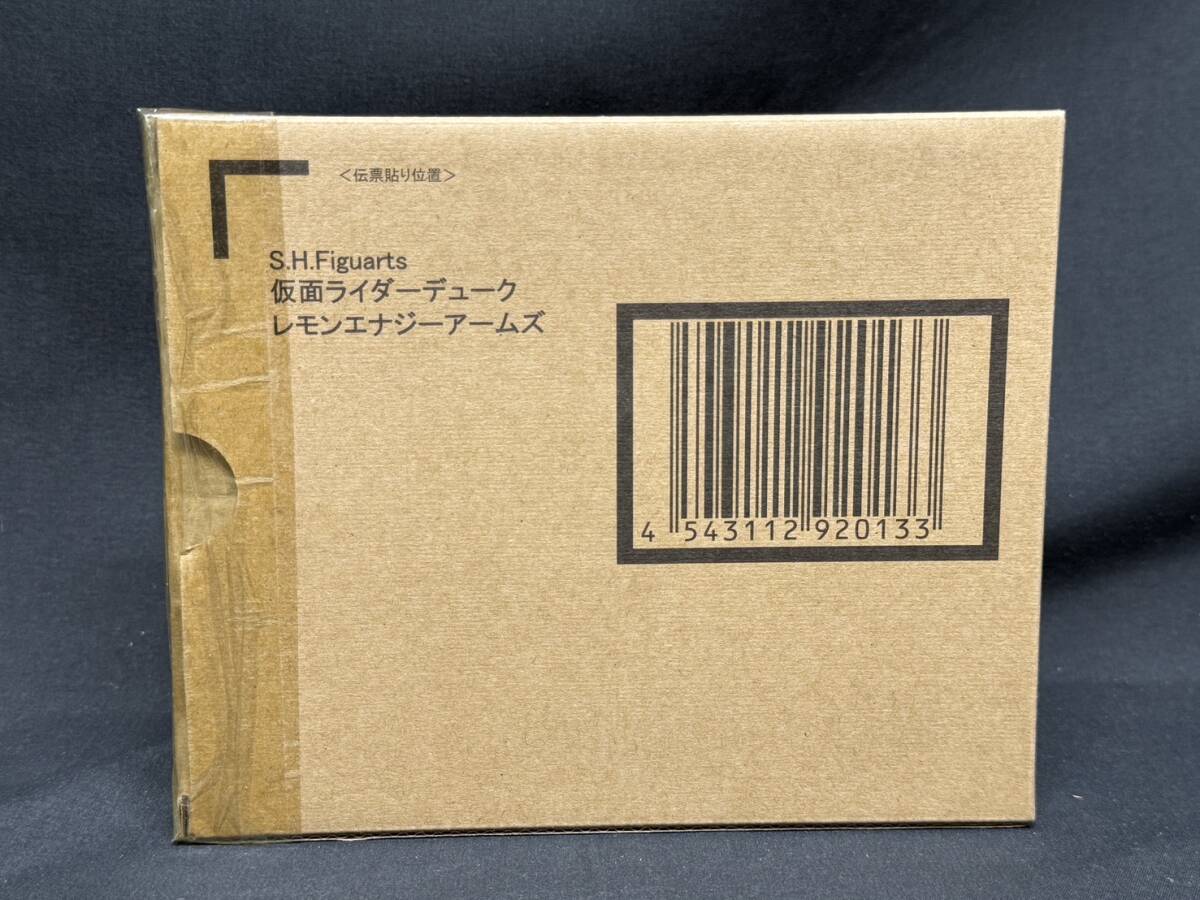 ＜伝票貼り位置＞
S.H.Figuarts
仮面ライダーデューク
レモンエナジーアームズ
4 543112 920133